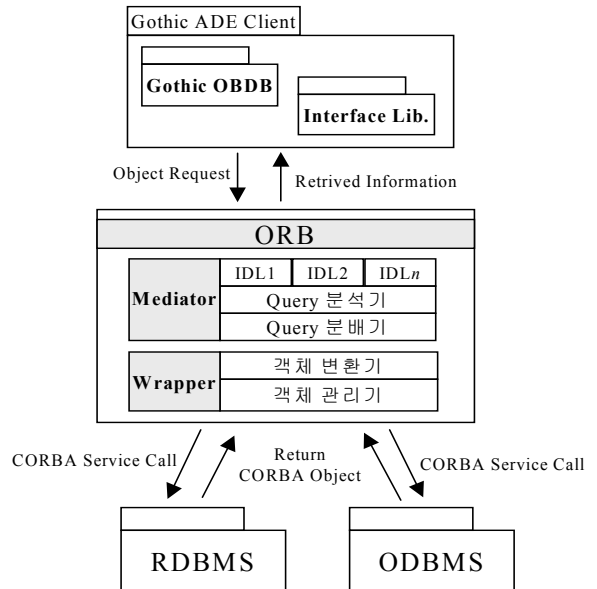 Gothic ADE Client
Gothic OBDB
Interface Lib.
Object Request
Retrived Information
ORB
Mediator
IDL1
IDL2
IDLn
Query 분석기
Query 분배기
Wrapper
객체 변환기
객체 관리기
CORBA Service Call
Return
CORBA Object
CORBA Service Call
RDBMS
ODBMS